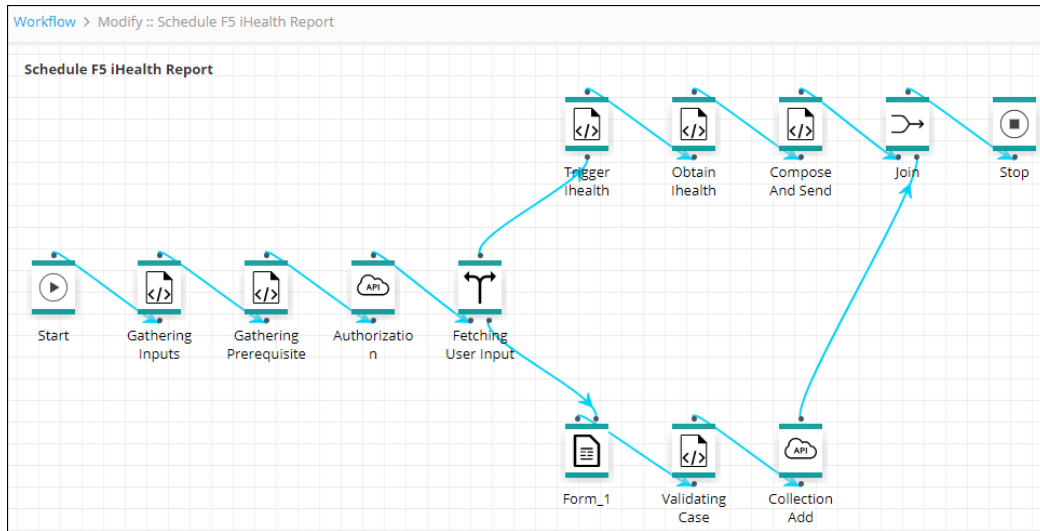 Workflow > Modify :: Schedule F5 iHealth Report
Schedule F5 iHealth Report
Trigger
Ihealth
Obtain
Ihealth
Compose
And Send
Join
Stop
Start
Gathering
Inputs
Gathering
Prerequisite
API
Authorizatio
n
Fetching
User Input
Form_1
Validating
Case
API
Collection
Add